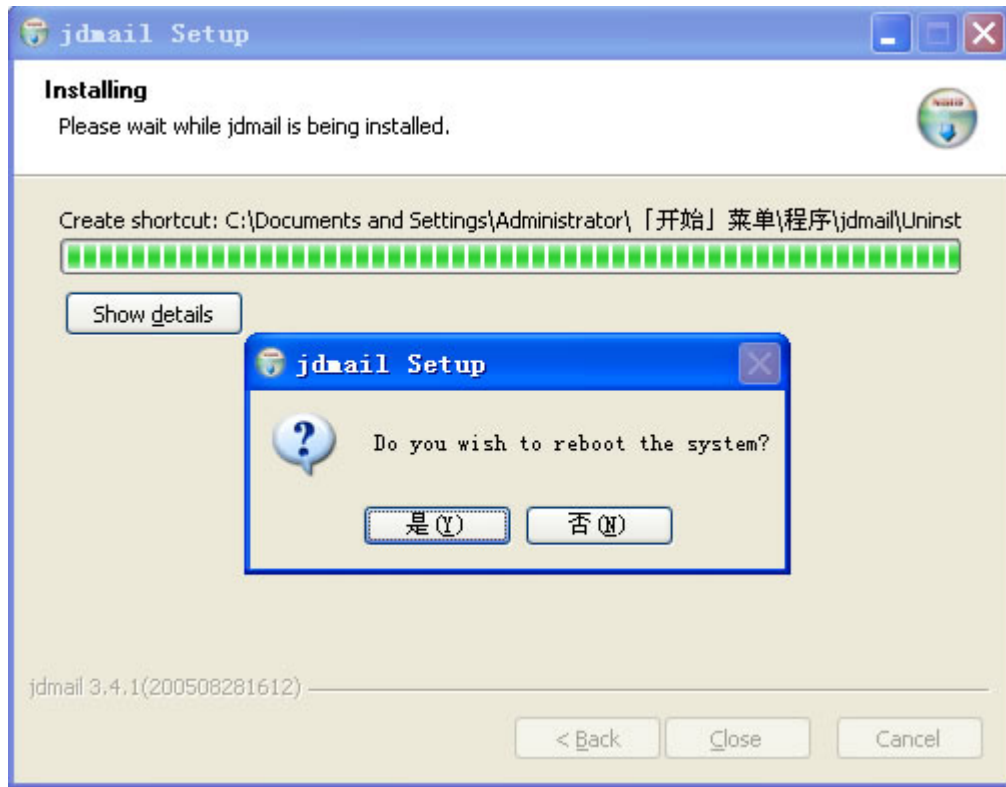 jdmail Setup
Installing
Please wait while jdmail is being installed.
Create shortcut: C:\Documents and Settings\Administrator\「开始」菜单\程序\jdmail\Uninst
Show details
jdmail Setup
Do you wish to reboot the system?
是(Y) 否(N)
jdmail 3.4.1(200508281612)
< Back Close Cancel